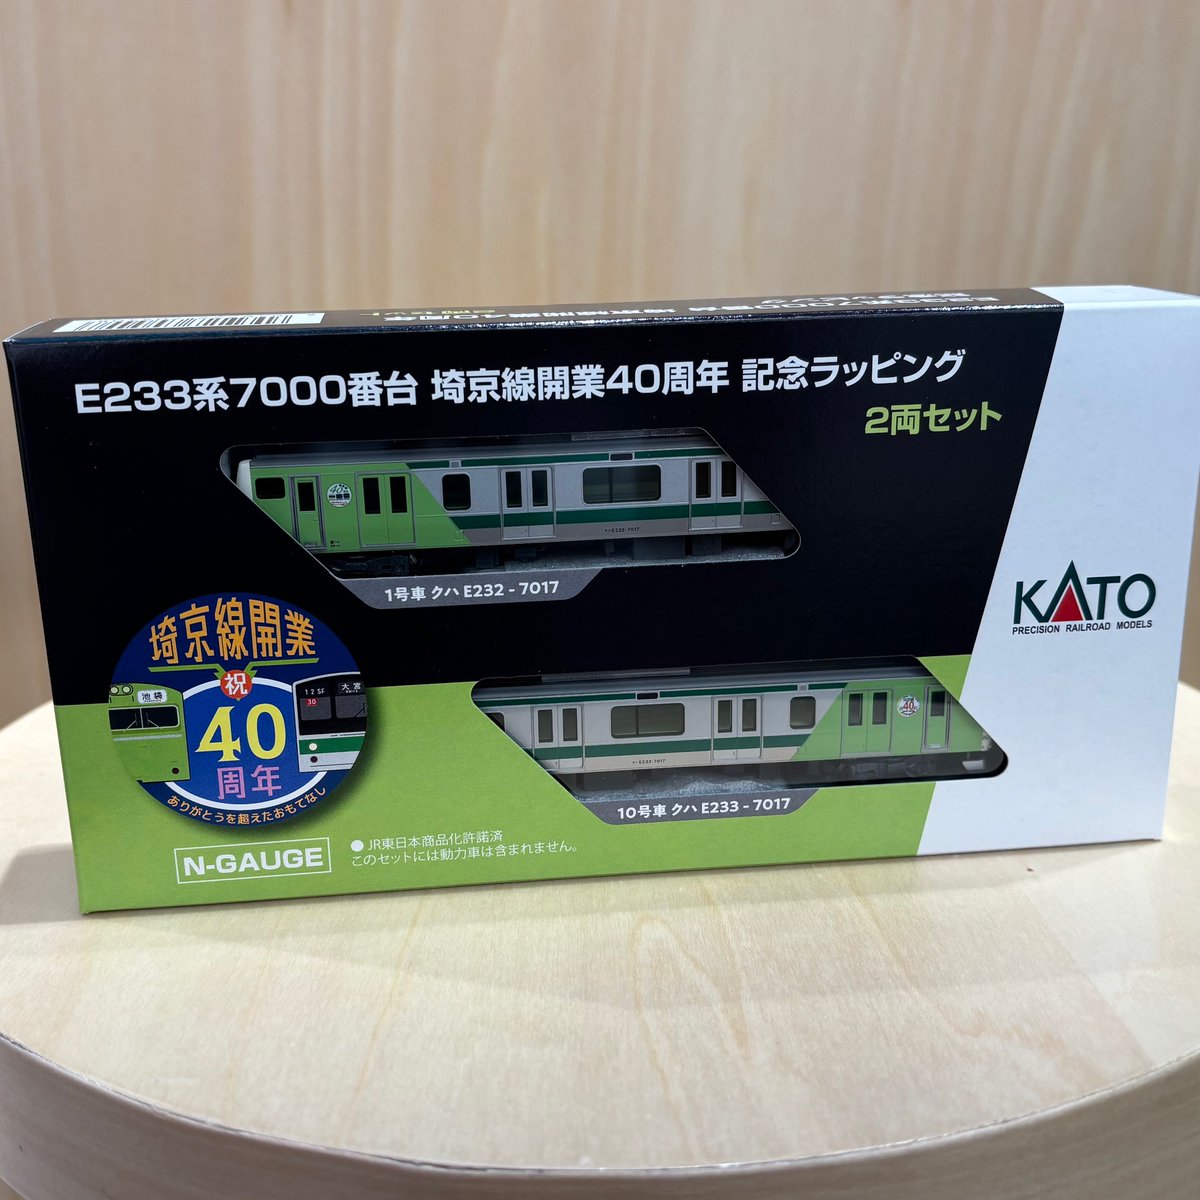 E233系7000番台 埼京線開業40周年 記念ラッピング
2両セット
1号車 クハ E232 - 7017
KATO
PRECISION RAILROAD MODELS
埼京線開業
祝
池袋
12SF
大宮
30
40
周年
ありがとうを超えたおもてなし
10号車 クハ E233 - 7017
N-GAUGE
● JR東日本商品化許諾済
このセットには動力車は含まれません。